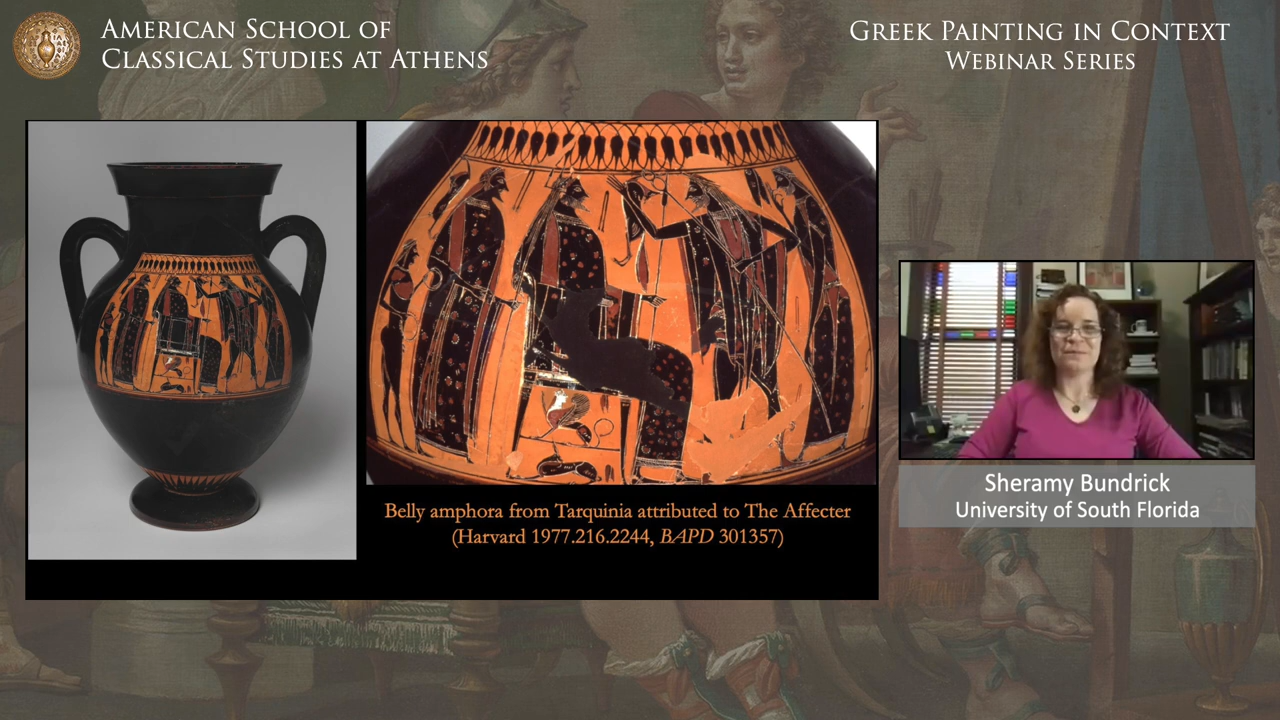 AMERICAN SCHOOL OF
CLASSICAL STUDIES AT ATHENS
GREEK PAINTING IN CONTEXT
WEBINAR SERIES
Belly amphora from Tarquinia attributed to The Affecter
(Harvard 1977.216.2244, BAPD 301357)
Sheramy Bundrick
University of South Florida